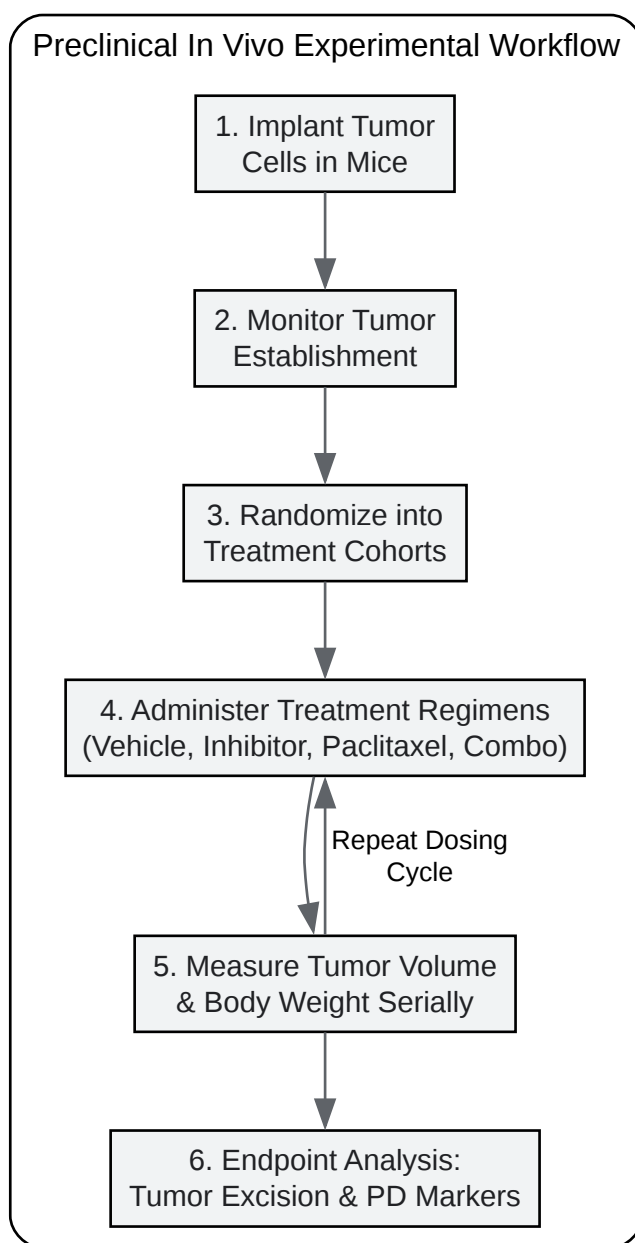 Preclinical In Vivo Experimental Workflow
1. Implant Tumor
Cells in Mice
2. Monitor Tumor
Establishment
3. Randomize into
Treatment Cohorts
4. Administer Treatment Regimens
(Vehicle, Inhibitor, Paclitaxel, Combo)
Repeat Dosing
Cycle
5. Measure Tumor Volume
& Body Weight Serially
6. Endpoint Analysis:
Tumor Excision & PD Markers